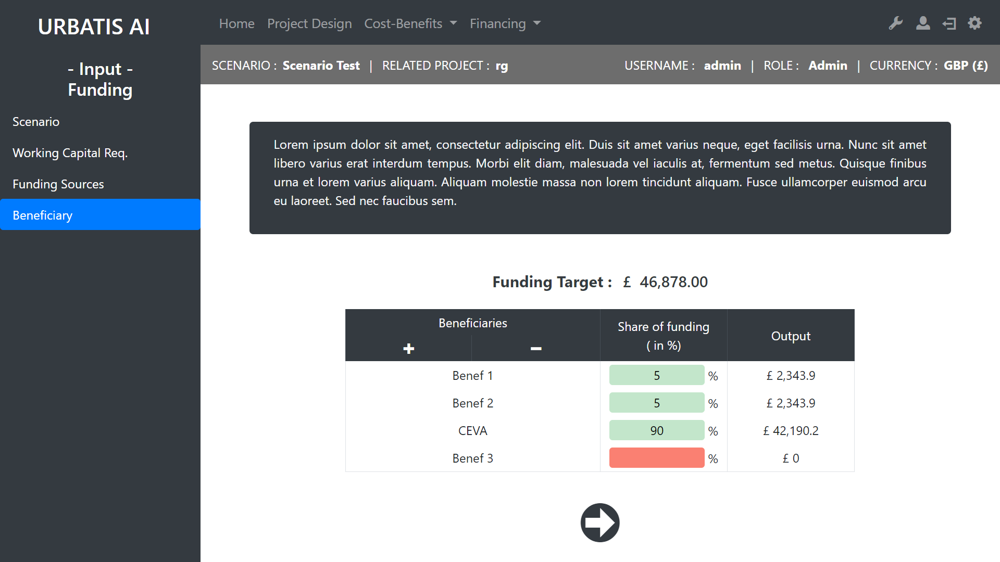 URBATIS AI
Home Project Design Cost-Benefits Financing
- Input -
Funding
SCENARIO : Scenario Test | RELATED PROJECT : rg
USERNAME : admin | ROLE : Admin | CURRENCY : GBP (£)
Scenario
Working Capital Req.
Funding Sources
Beneficiary
Lorem ipsum dolor sit amet, consectetur adipiscing elit. Duis sit amet varius neque, eget facilisis urna. Nunc sit amet
libero varius erat interdum tempus. Morbi elit diam, malesuada vel iaculis at, fermentum sed metus. Quisque finibus
urna et lorem varius aliquam. Aliquam molestie massa non lorem tincidunt aliquam. Fusce ullamcorper euismod arcu
eu laoreet. Sed nec faucibus sem.
Funding Target : £ 46,878.00
Beneficiaries
Share of funding
( in %)
Output
Benef 1 5 % £ 2,343.9
Benef 2 5 % £ 2,343.9
CEVA 90 % £ 42,190.2
Benef 3 % £ 0